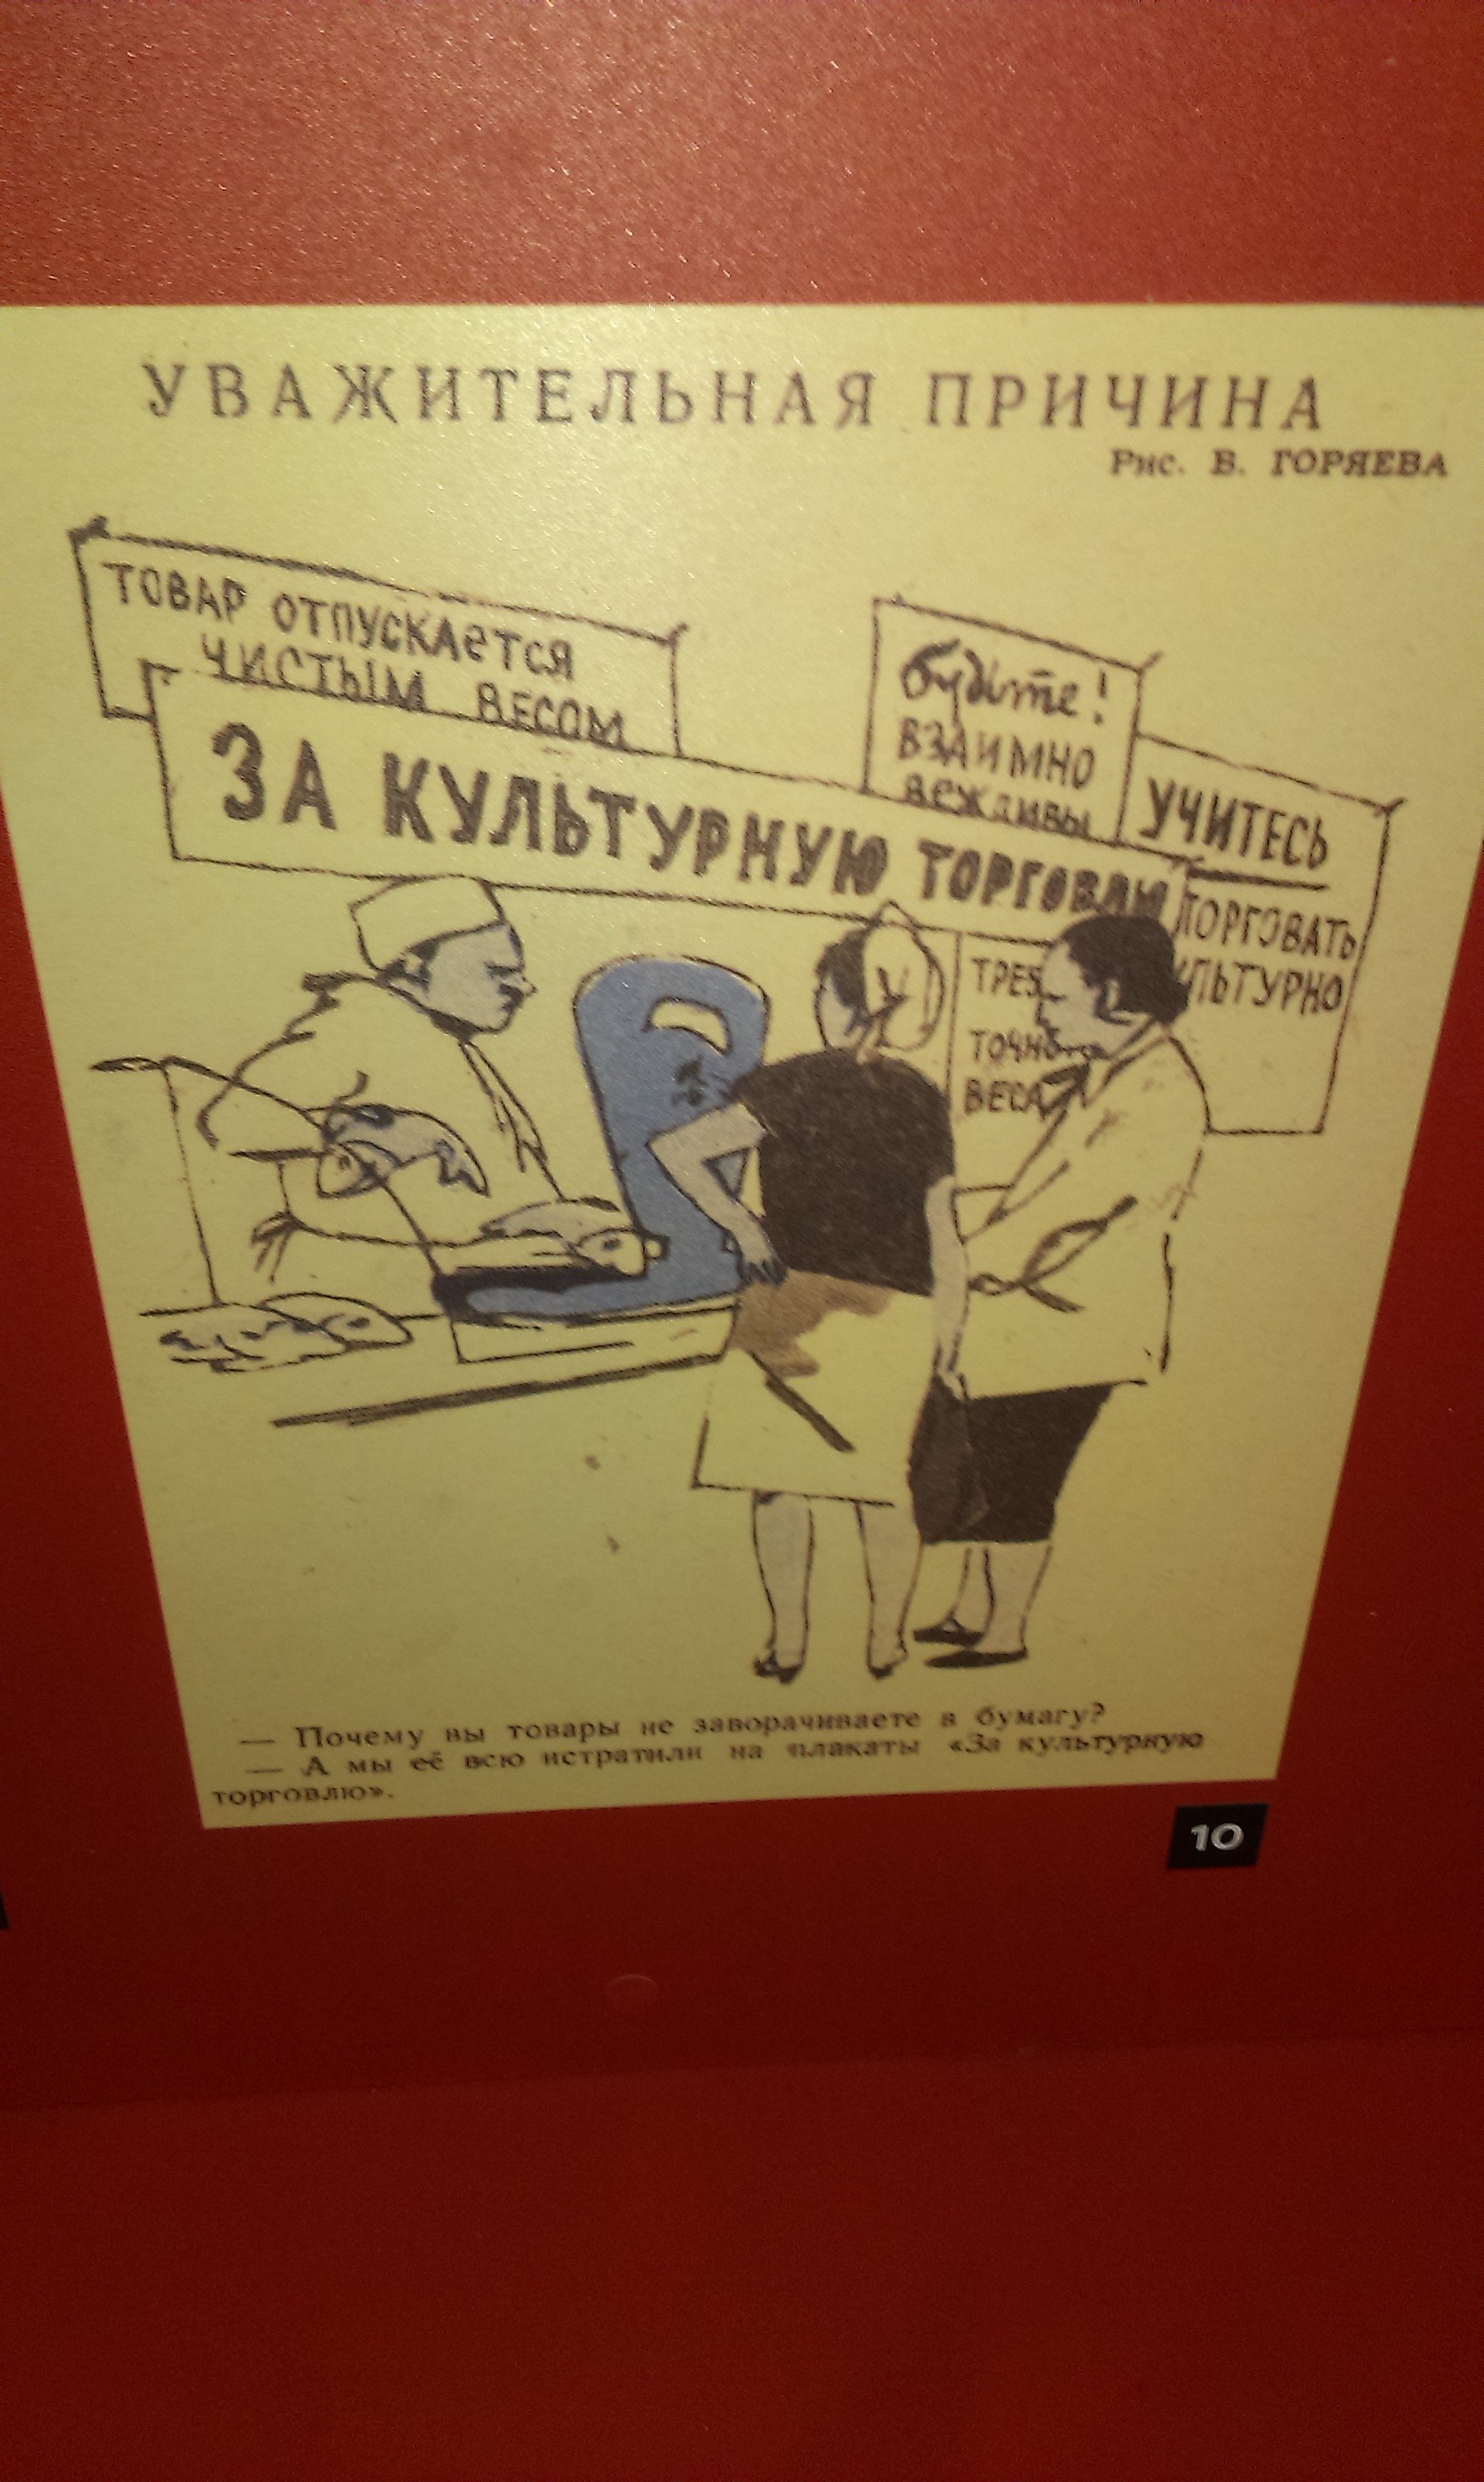 УВАЖИТЕЛЬНАЯ ПРИЧИНА
Рис. В. ГОРЯЕВА
ТОВАР ОТПУСКАЕТСЯ
ЧИСТЫМ ВЕСОМ
будьте!
ВЗАИМНО
вежливы
ЗА КУЛЬТУРНУЮ ТОРГОВЛЮ
УЧИТЕСЬ
ТОРГОВАТЬ
УЛЬТУРНО
ТРЕБ
ТОЧНО
ВЕСА
— Почему вы товары не заворачиваете в бумагу?
— А мы её всю истратили на плакаты «За культурную
торговлю».
10